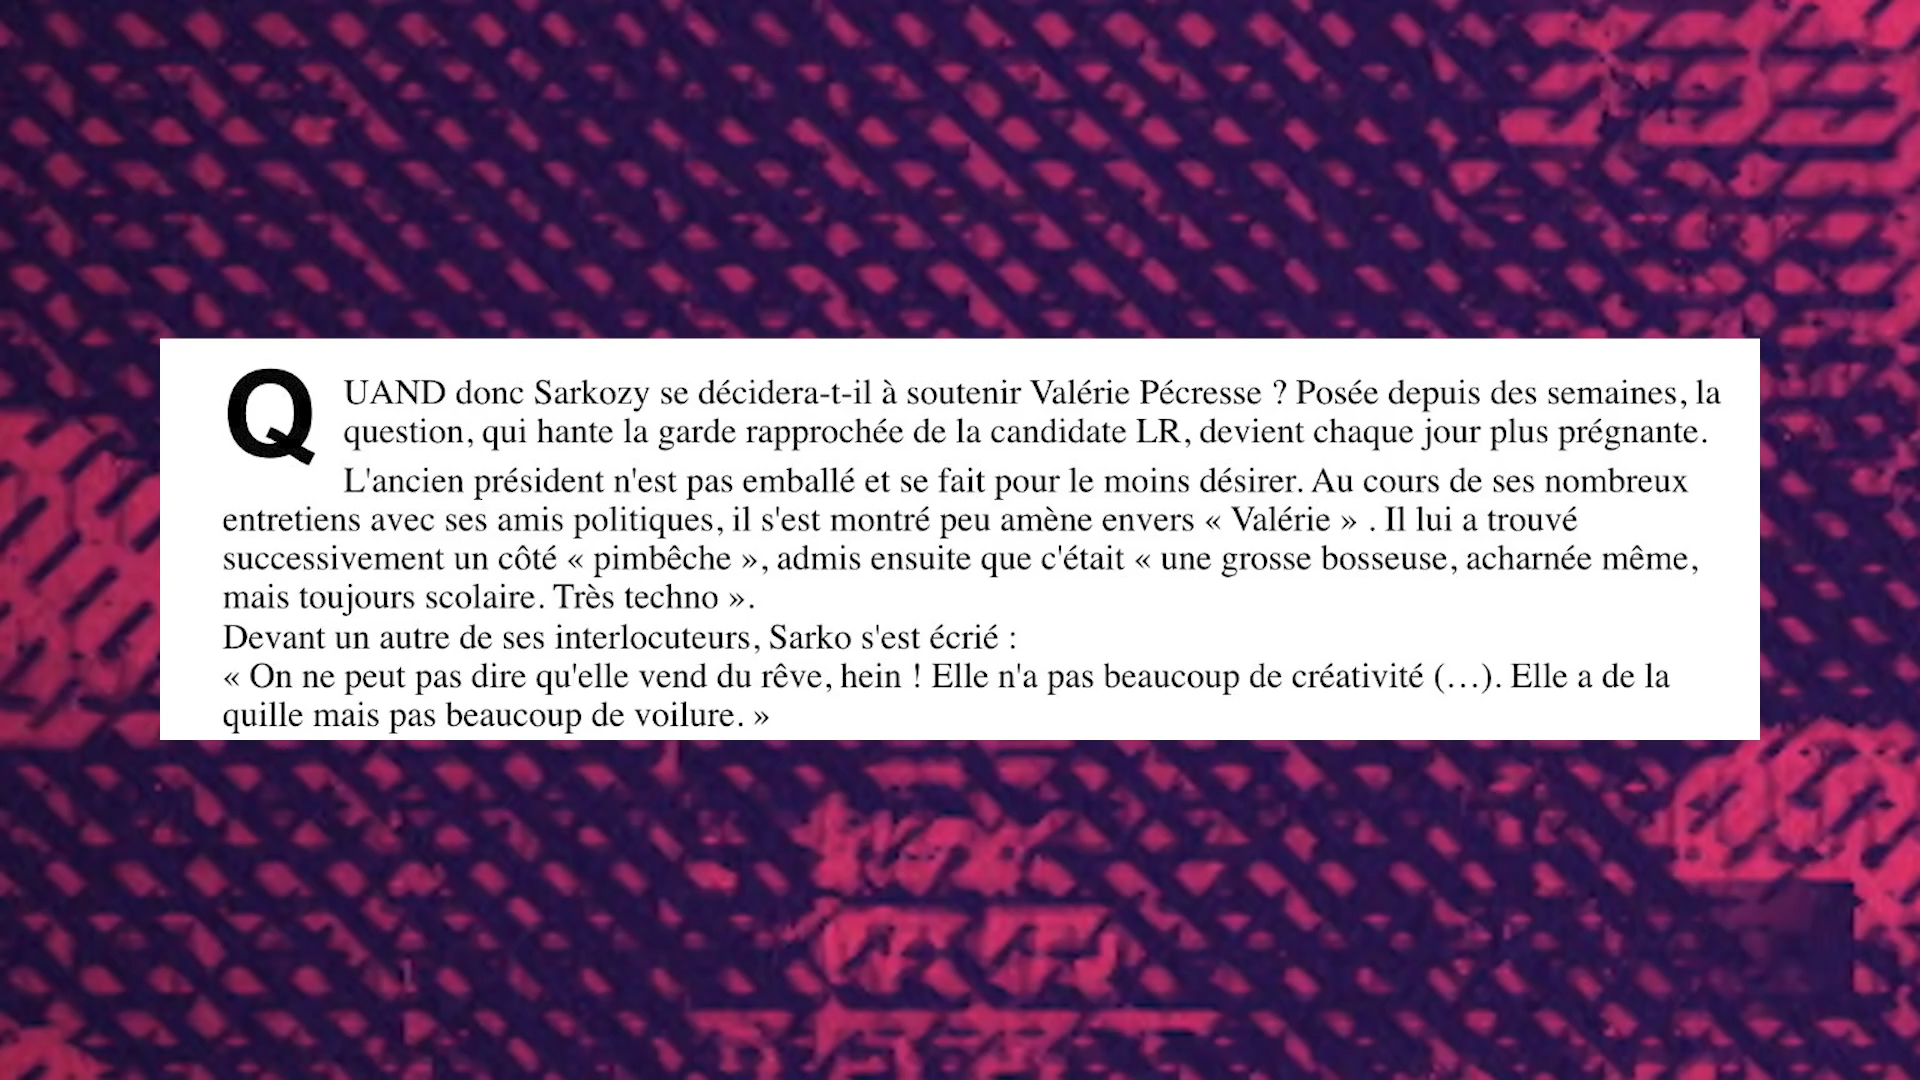 QUAND donc Sarkozy se décidera-t-il à soutenir Valérie Pécresse ? Posée depuis des semaines, la
question, qui hante la garde rapprochée de la candidate LR, devient chaque jour plus prégnante.
L'ancien président n'est pas emballé et se fait pour le moins désirer. Au cours de ses nombreux
entretiens avec ses amis politiques, il s'est montré peu amène envers « Valérie » . Il lui a trouvé
successivement un côté « pimbêche », admis ensuite que c'était « une grosse bosseuse, acharnée même,
mais toujours scolaire. Très techno ».
Devant un autre de ses interlocuteurs, Sarko s'est écrié :
« On ne peut pas dire qu'elle vend du rêve, hein ! Elle n'a pas beaucoup de créativité (…). Elle a de la
quille mais pas beaucoup de voilure. »